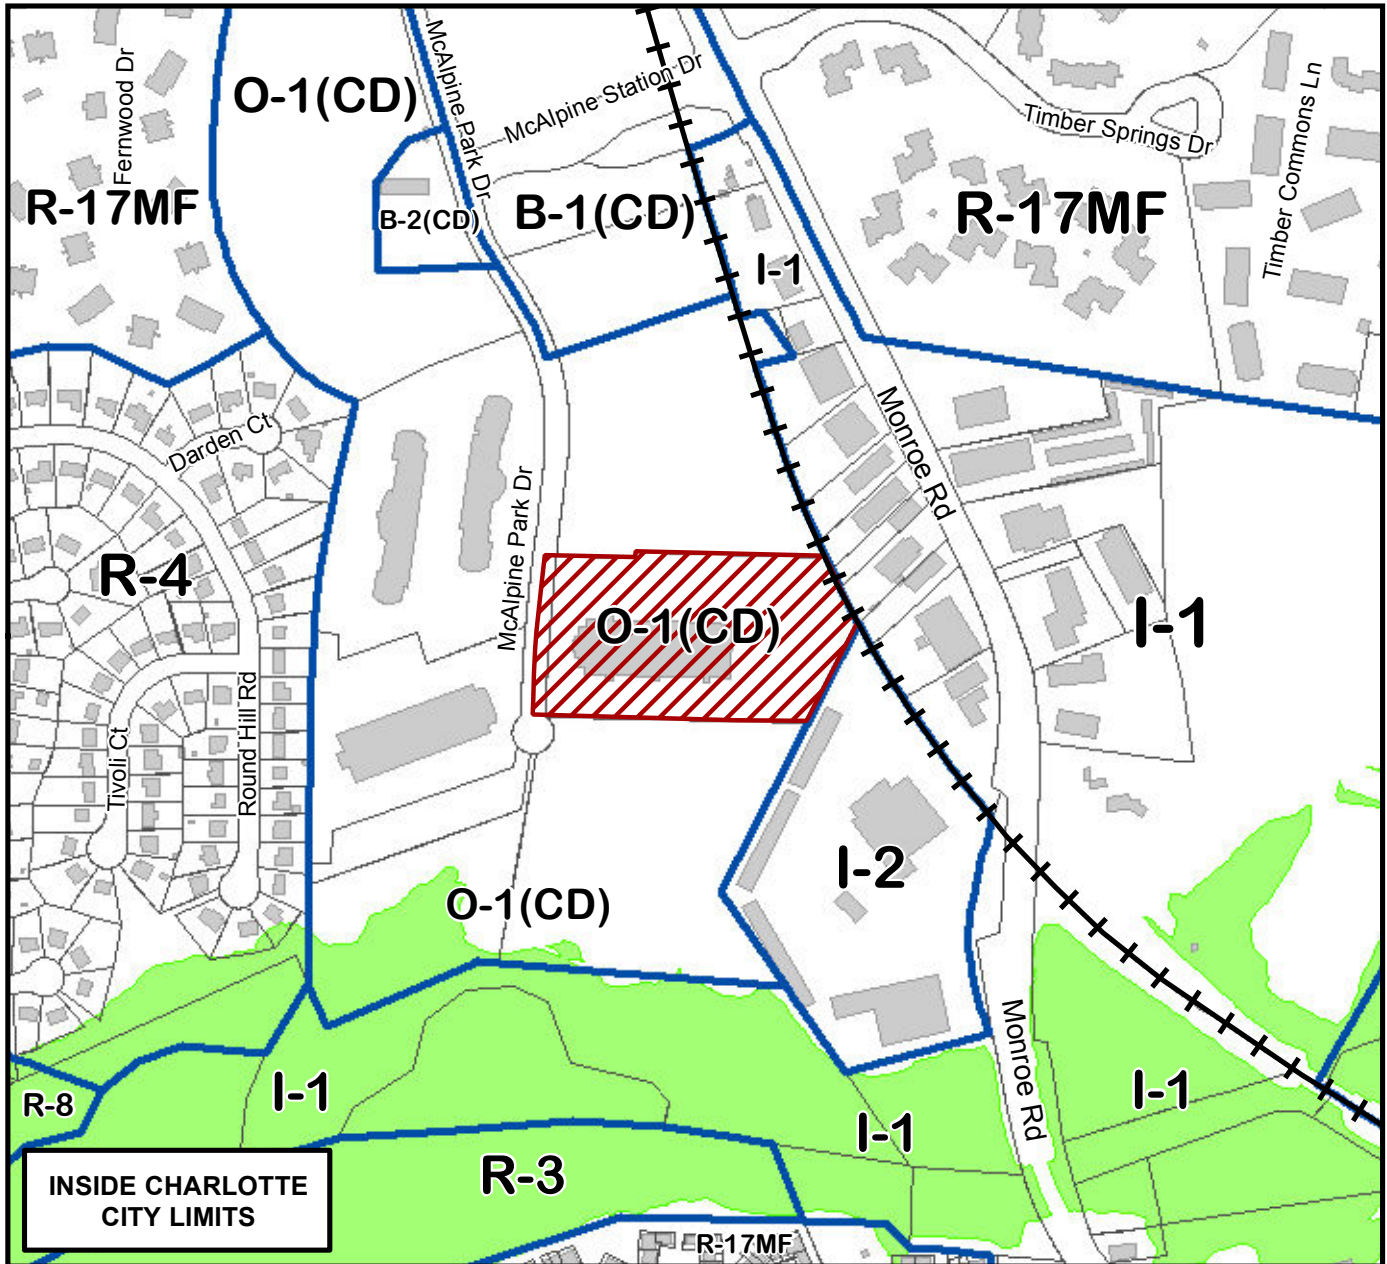 Fernwood Dr
O-1(CD)
McAlpine Park Dr
McAlpine Station Dr
Timber Springs Dr
Timber Commons Ln
R-17MF
B-2(CD)
B-1(CD)
R-17MF
I-1
Darden Ct
McAlpine Park Dr
Monroe Rd
R-4
O-1(CD)
I-1
Tivoli Ct
Round Hill Rd
I-2
O-1(CD)
Monroe Rd
R-8
I-1
I-1
I-1
R-3
INSIDE CHARLOTTE
CITY LIMITS
R-17MF